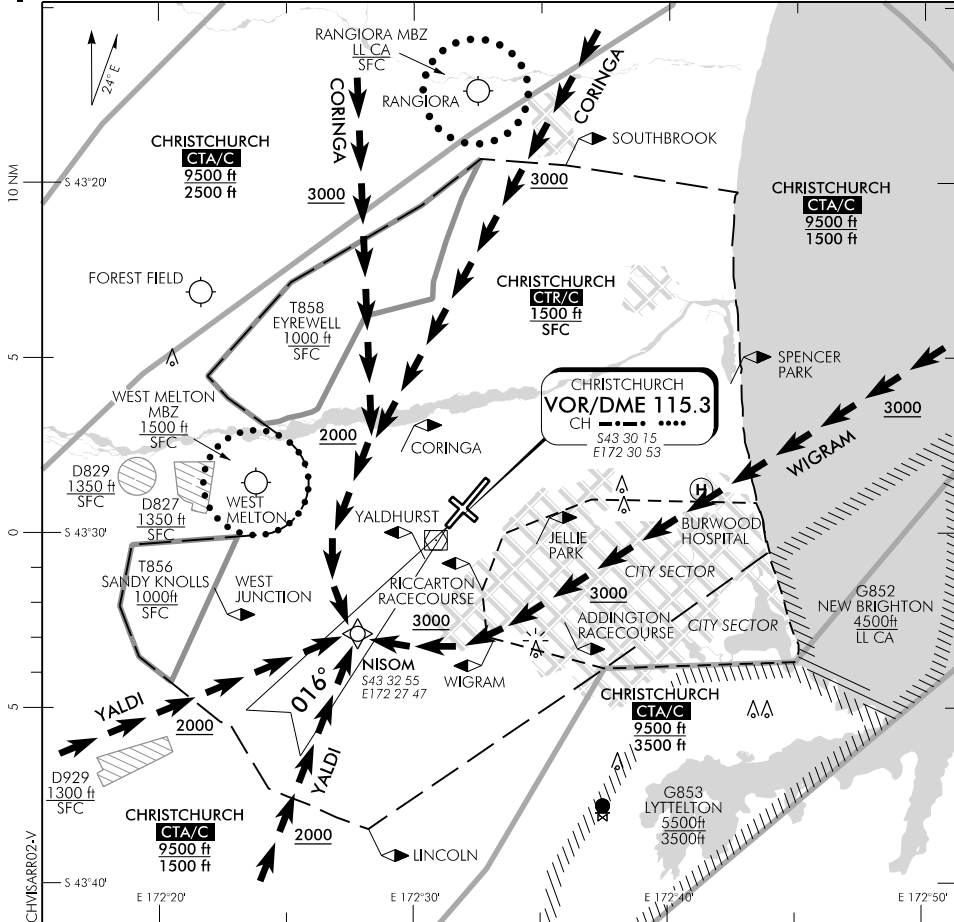 RANGIORA MBZ
LL CA
SFC
24° E
CORINGA
RANGIORA
CORINGA
SOUTHBROOK
CHRISTCHURCH
CTA/C
9500 ft
2500 ft
10 NM
S 43°20'
3000
3000
CHRISTCHURCH
CTA/C
9500 ft
1500 ft
FOREST FIELD
T858
EYREWELL
1000 ft
SFC
CHRISTCHURCH
CTR/C
1500 ft
SFC
5
SPENCER
PARK
WEST MELTON
MBZ
1500 ft
SFC
CHRISTCHURCH
VOR/DME 115.3
CH
S43 30 15
E172 30 53
3000
WIGRAM
2000
CORINGA
D829
1350 ft
SFC
D827
1350 ft
SFC
WEST
MELTON
H
YALDHURST
JELLIE
PARK
BURWOOD
HOSPITAL
0
S 43°30'
T856
SANDY KNOLLS
1000ft
SFC
WEST
JUNCTION
RICCARTON
RACECOURSE
CITY SECTOR
3000
G852
NEW BRIGHTON
4500ft
LL CA
3000
ADDINGTON
RACECOURSE
CITY SECTOR
NISOM
S43 32 55
E172 27 47
WIGRAM
016°
YALDI
2000
5
CHRISTCHURCH
CTA/C
9500 ft
3500 ft
YALDI
D929
1300 ft
SFC
G853
LYTTELTON
5500ft
3500ft
CHRISTCHURCH
CTA/C
9500 ft
1500 ft
2000
LINCOLN
S 43°40'
E 172°20'
E 172°30'
E 172°40'
E 172°50'
CHVISARR02-V